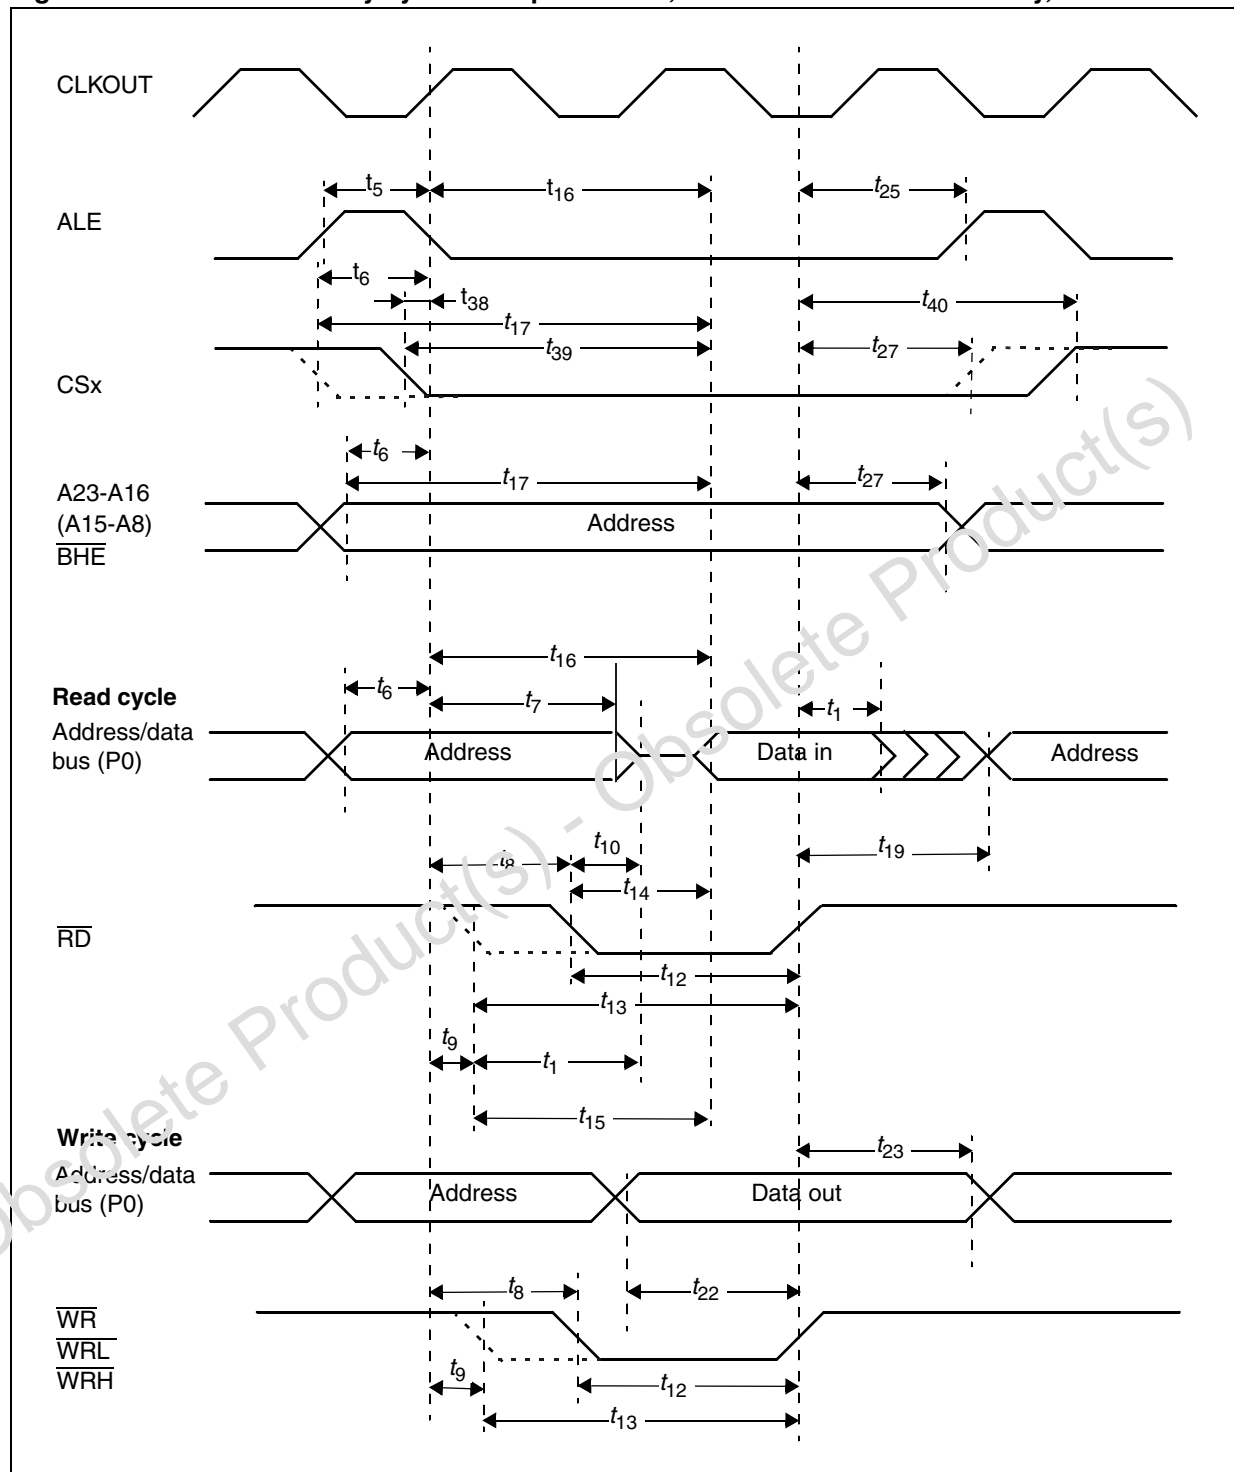 CLKOUT
t5
t16
t25
ALE
t6
t38
t40
t17
t39
t27
CSx
t6
t17
t27
A23-A16
(A15-A8)
Address
BHE
t16
t6
t7
t1
Read cycle
Address/data
bus (P0)
Address
Data in
Address
t8
t10
t19
t14
RD
t12
t13
t9
t1
t15
Write cycle
t23
Address/data
bus (P0)
Address
Data out
t8
t22
WR
WRL
WRH
t9
t12
t13
Obsolete Product(s) - Obsolete Product(s)